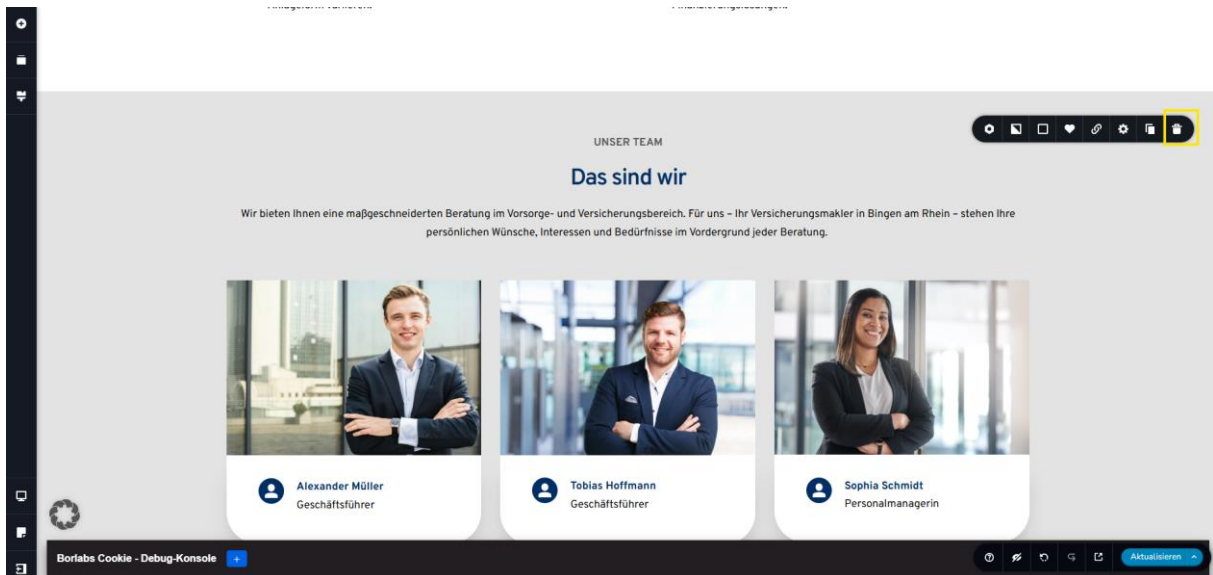 UNSER TEAM
Das sind wir
Wir bieten Ihnen eine maßgeschneiderten Beratung im Vorsorge- und Versicherungsbereich. Für uns – Ihr Versicherungsmakler in Bingen am Rhein – stehen Ihre
persönlichen Wünsche, Interessen und Bedürfnisse im Vordergrund jeder Beratung.
Alexander Müller
Geschäftsführer
Tobias Hoffmann
Geschäftsführer
Sophia Schmidt
Personalmanagerin
Borlabs Cookie - Debug-Konsole
Aktualisieren